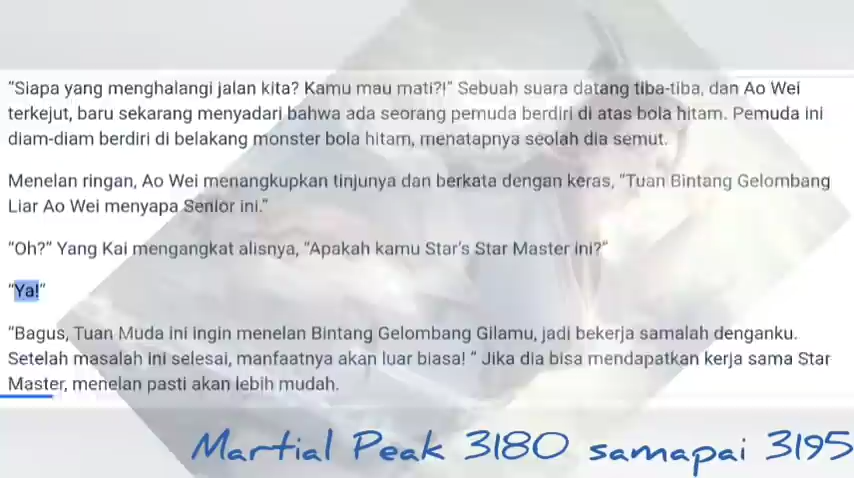 “Siapa yang menghalangi jalan kita? Kamu mau mati?!” Sebuah suara datang tiba-tiba, dan Ao Wei
terkejut, baru sekarang menyadari bahwa ada seorang pemuda berdiri di atas bola hitam. Pemuda ini
diam-diam berdiri di belakang monster bola hitam, menatapnya seolah dia semut.
Menelan ringan, Ao Wei menangkupkan tinjunya dan berkata dengan keras, “Tuan Bintang Gelombang
Liar Ao Wei menyapa Senior ini.”
“Oh?” Yang Kai mengangkat alisnya, “Apakah kamu Star’s Star Master ini?”
“Ya!”
“Bagus, Tuan Muda ini ingin menelan Bintang Gelombang Gilamu, jadi bekerja samalah denganku.
Setelah masalah ini selesai, manfaatnya akan luar biasa! “ Jika dia bisa mendapatkan kerja sama Star
Master, menelan pasti akan lebih mudah.
Martial Peak 3180 samapai 3195